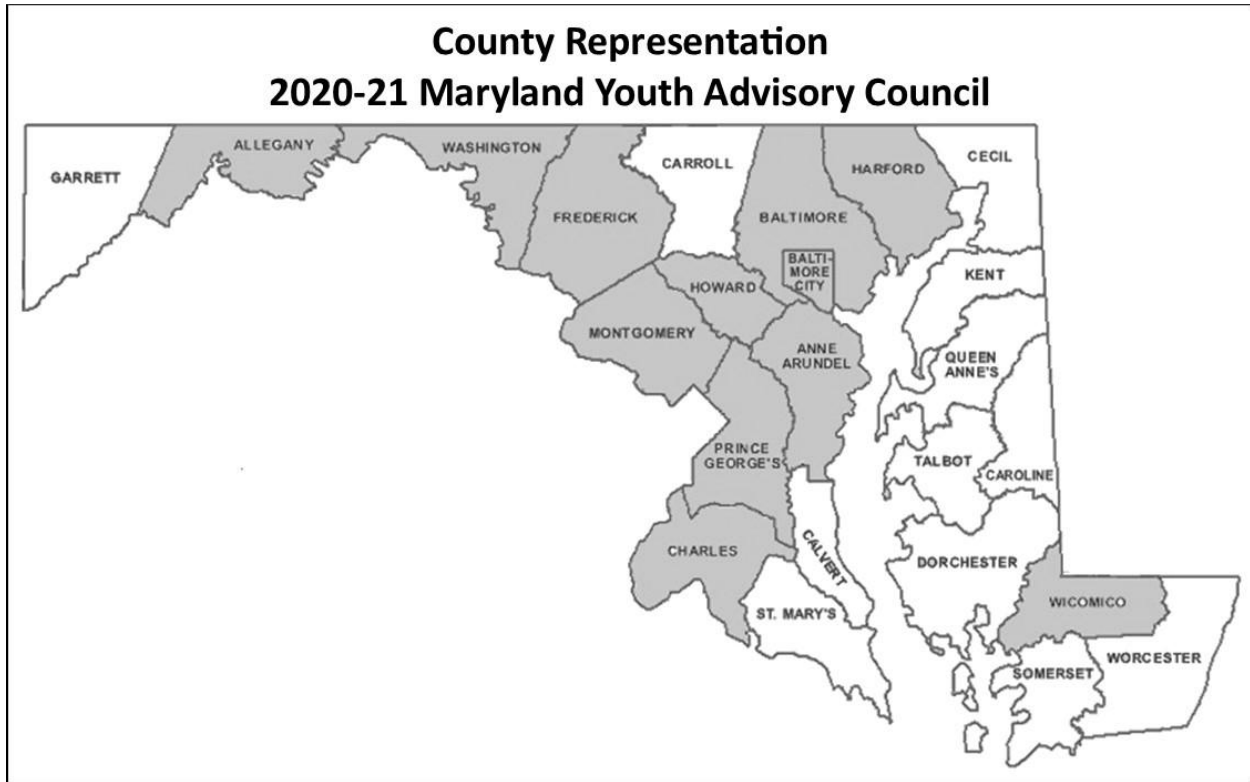 County Representation
2020-21 Maryland Youth Advisory Council
GARRETT
ALLEGANY
WASHINGTON
FREDERICK
CARROLL
BALTIMORE
HARFORD
CECIL
BALTI-
MORE
CITY
KENT
HOWARD
MONTGOMERY
ANNE
ARUNDEL
QUEEN
ANNE'S
PRINCE
GEORGE'S
TALBOT
CAROLINE
CHARLES
CALVERT
DORCHESTER
ST. MARY'S
WICOMICO
SOMERSET
WORCESTER